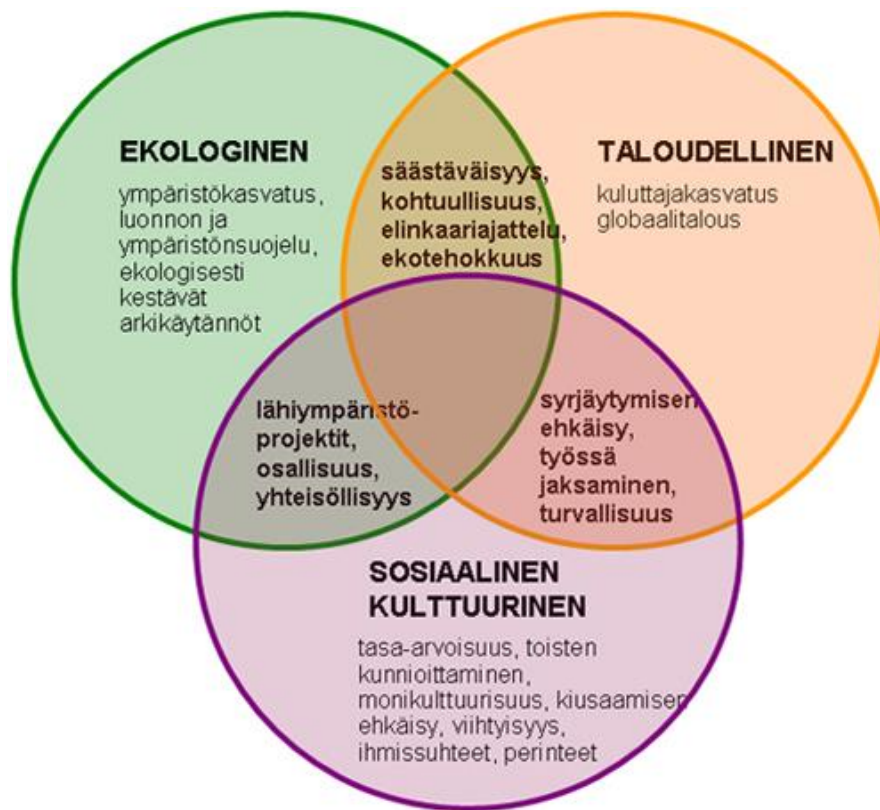 EKOLOGINEN
ympäristökasvatus,
luonnon ja
ympäristönsuojelu,
ekologisesti
kestävät
arkikäytännöt
säästäväisyys,
kohtuullisuus,
elinkaariajattelu,
ekotehokkuus
TALOUDELLINEN
kuluttajakasvatus
globaalitalous
lähiympäristö-
projektit,
osallisuus,
yhteisöllisyys
syrjäytymisen
ehkäisy,
työssä
jaksaminen,
turvallisuus
SOSIAALINEN
KULTTUURINEN
tasa-arvoisuus, toisten
kunnioittaminen,
monikulttuurisuus, kiusaamisen
ehkäisy, viihtyisyys,
ihmissuhteet, perinteet